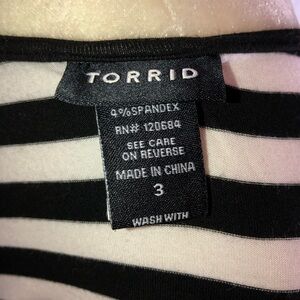 TORRID
4%SPANDEX
RN# 120684
SEE CARE
ON REVERSE
MADE IN CHINA
3
WASH WITH